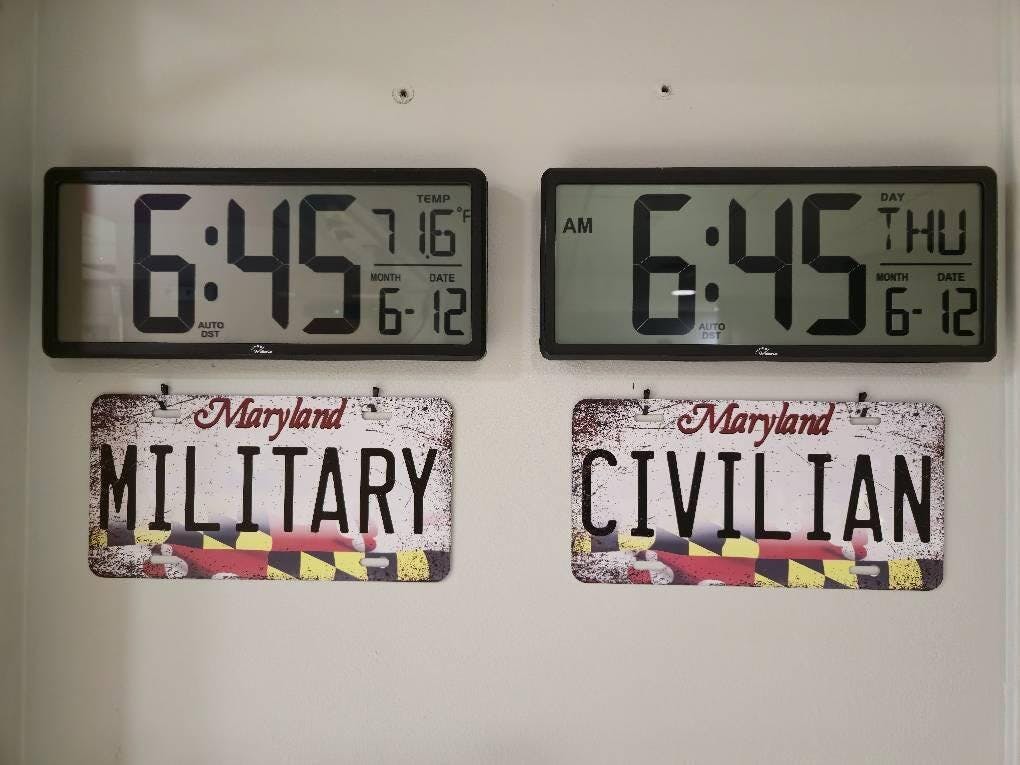 6:45
TEMP
71.6°F
MONTH DATE
6-12
AUTO
DST
AM
6:45
DAY
THU
MONTH DATE
6-12
AUTO
DST
Maryland
MILITARY
Maryland
CIVILIAN